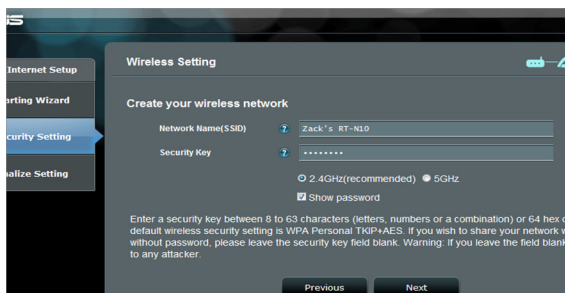 Internet Setup
Wireless Setting
arting Wizard
Create your wireless network
Network Name(SSID) ? Zack's RT-N10
curity Setting
Security Key ? ••••••••
2.4GHz(recommended) 5GHz
alize Setting
Show password
Enter a security key between 8 to 63 characters (letters, numbers or a combination) or 64 hex
default wireless security setting is WPA Personal TKIP+AES. If you wish to share your network
without password, please leave the security key field blank. Warning: If you leave the field blank
to any attacker.
Previous Next